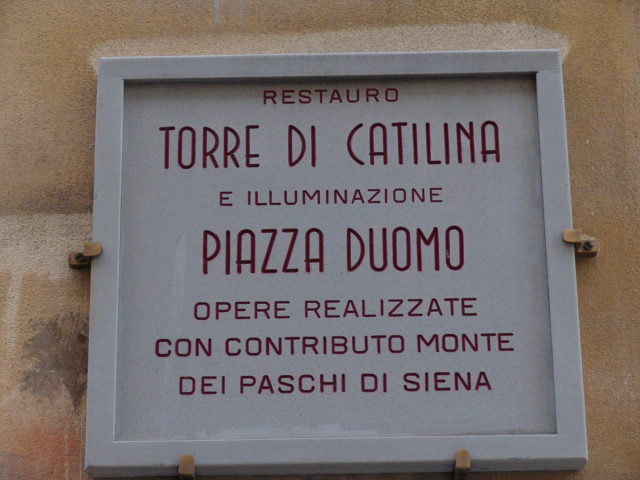 RESTAURO
TORRE DI CATILINA
E ILLUMINAZIONE
PIAZZA DUOMO
OPERE REALIZZATE
CON CONTRIBUTO MONTE
DEI PASCHI DI SIENA